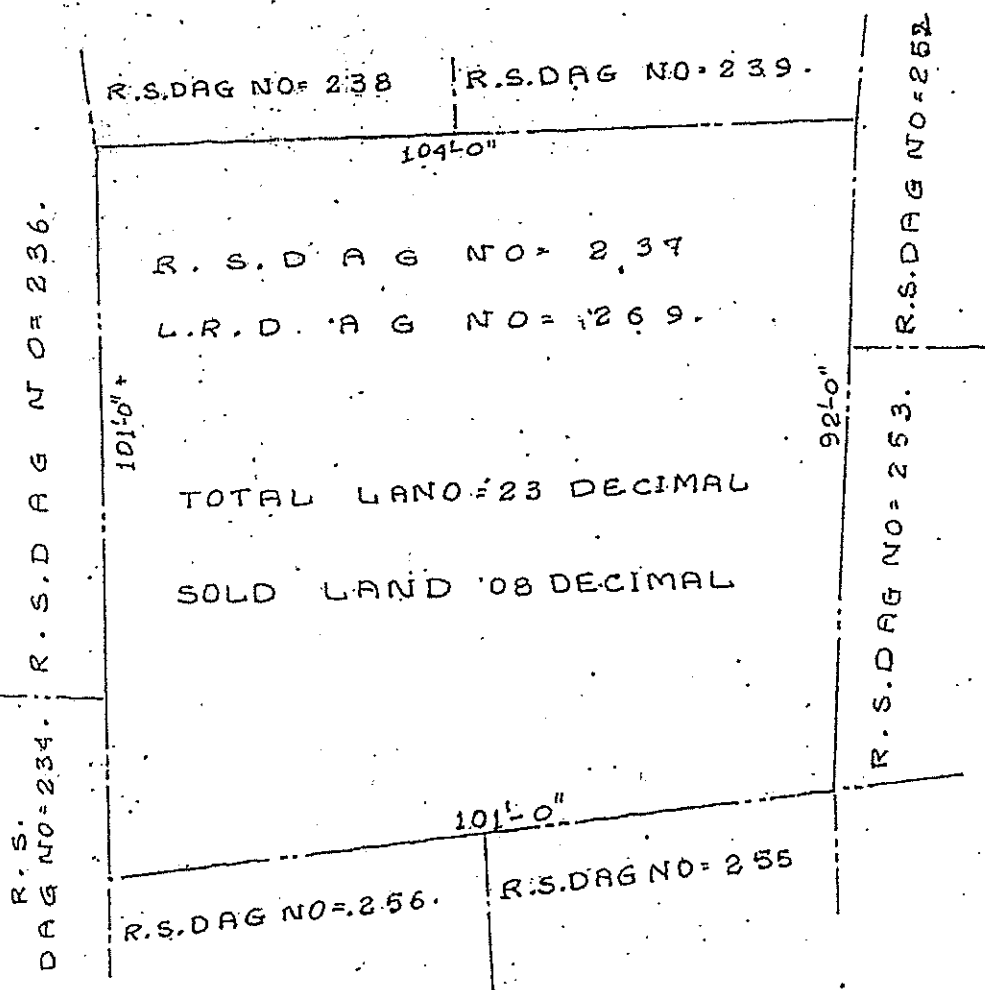 R.S.DAG NO= 238
R.S.DAG NO= 239.
R.S.DAG NO=252
104'-0"
R.S.DAG NO=236.
R.S.DAG NO= 237
L.R.DAG NO= 269.
101'-0"+
92'-0"
R.S.DAG NO=253.
TOTAL LAND=23 DECIMAL
SOLD LAND 08 DECIMAL
R.S.
DAG NO=234.
101'-0"
R.S.DAG NO=256.
R.S.DAG NO= 255